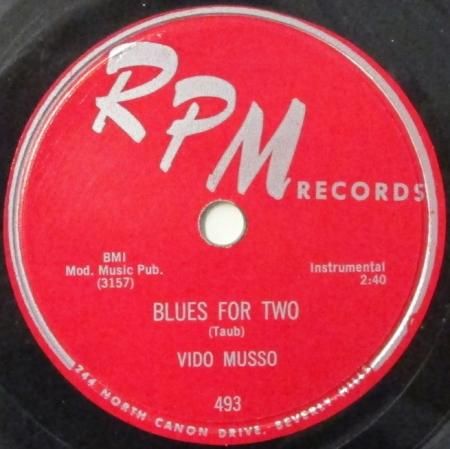 RPM
RECORDS
BMI
Mod. Music Pub.
(3157)
Instrumental
2:40
BLUES FOR TWO
(Taub)
VIDO MUSSO
493
244 NORTH CANON DRIVE, BEVERLY HILLS